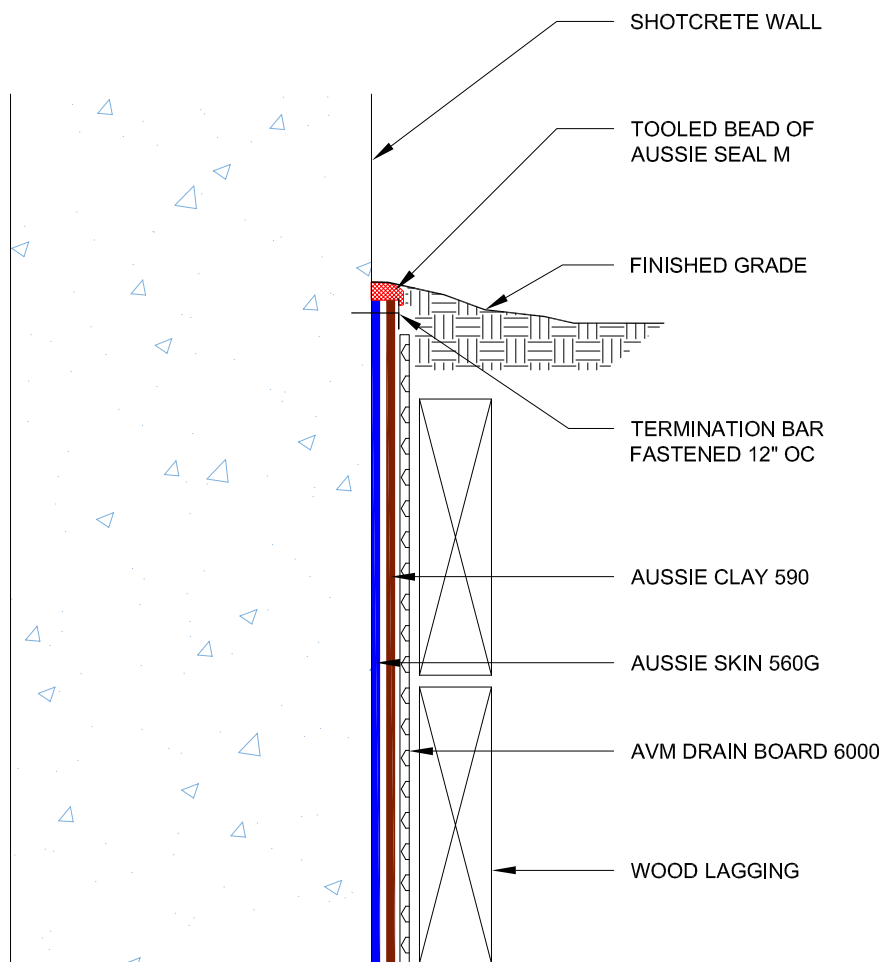 SHOTCRETE WALL
TOOLED BEAD OF
AUSSIE SEAL M
FINISHED GRADE
TERMINATION BAR
FASTENED 12" OC
AUSSIE CLAY 590
AUSSIE SKIN 560G
AVM DRAIN BOARD 6000
WOOD LAGGING